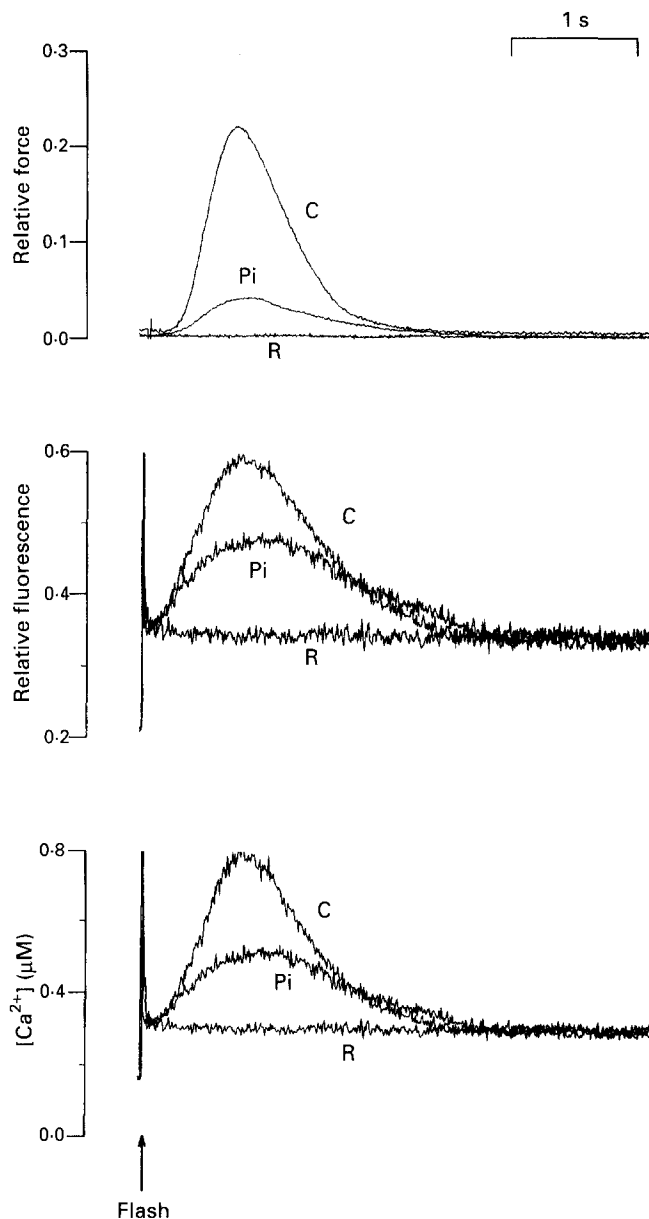 1 s
0·3
0·2
0·1
0·0
Relative force
C
Pi
R
0·6
0·4
0·2
Relative fluorescence
C
Pi
R
0·8
0·4
0·0
[Ca²⁺] (μM)
C
Pi
R
Flash